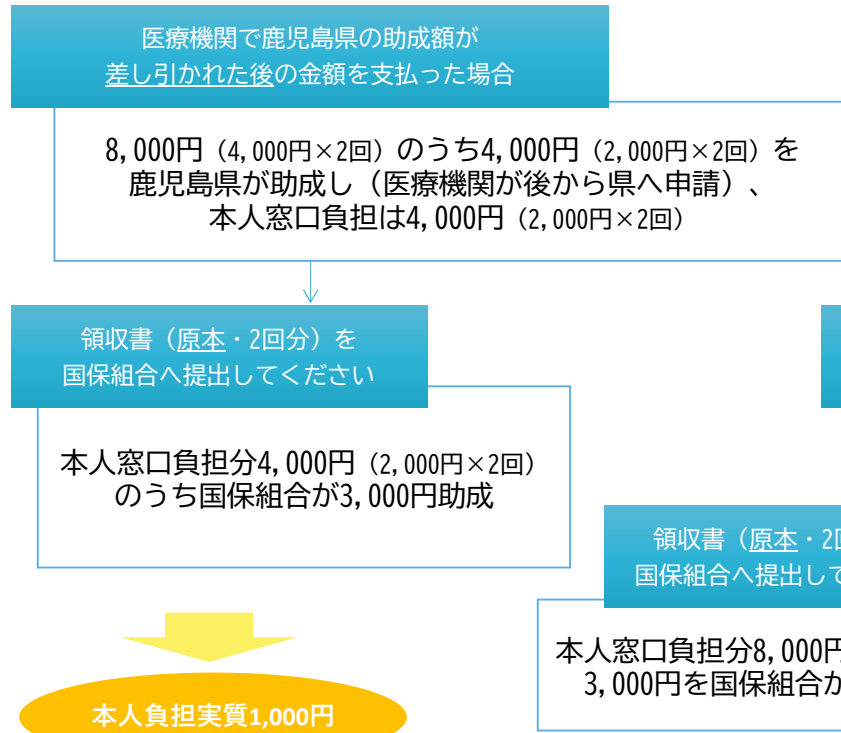 医療機関で鹿児島県の助成額が
差し引かれた後の金額を支払った場合
8,000円（4,000円×2回）のうち4,000円（2,000円×2回）を
鹿児島県が助成し（医療機関が後から県へ申請）、
本人窓口負担は4,000円（2,000円×2回）
領収書（原本・2回分）を
国保組合へ提出してください
本人窓口負担分4,000円（2,000円×2回）
のうち国保組合が3,000円助成
本人負担実質1,000円
領収書（原本・2
国保組合へ提出して
本人窓口負担分8,000円
3,000円を国保組合が